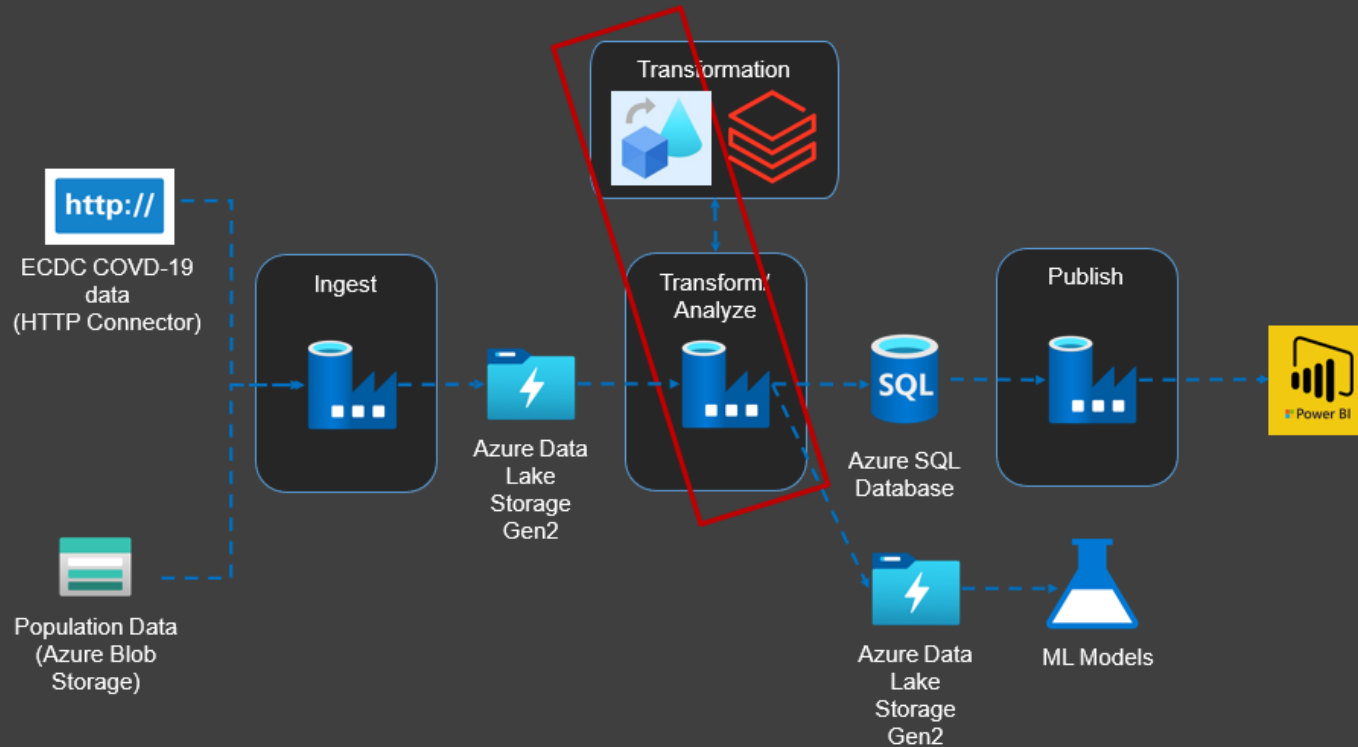 Transformation
http://
ECDC COVD-19
data
(HTTP Connector)
Ingest
Transform/
Analyze
Publish
SQL
Power BI
Azure Data
Lake
Storage
Gen2
Azure SQL
Database
Population Data
(Azure Blob
Storage)
Azure Data
Lake
Storage
Gen2
ML Models